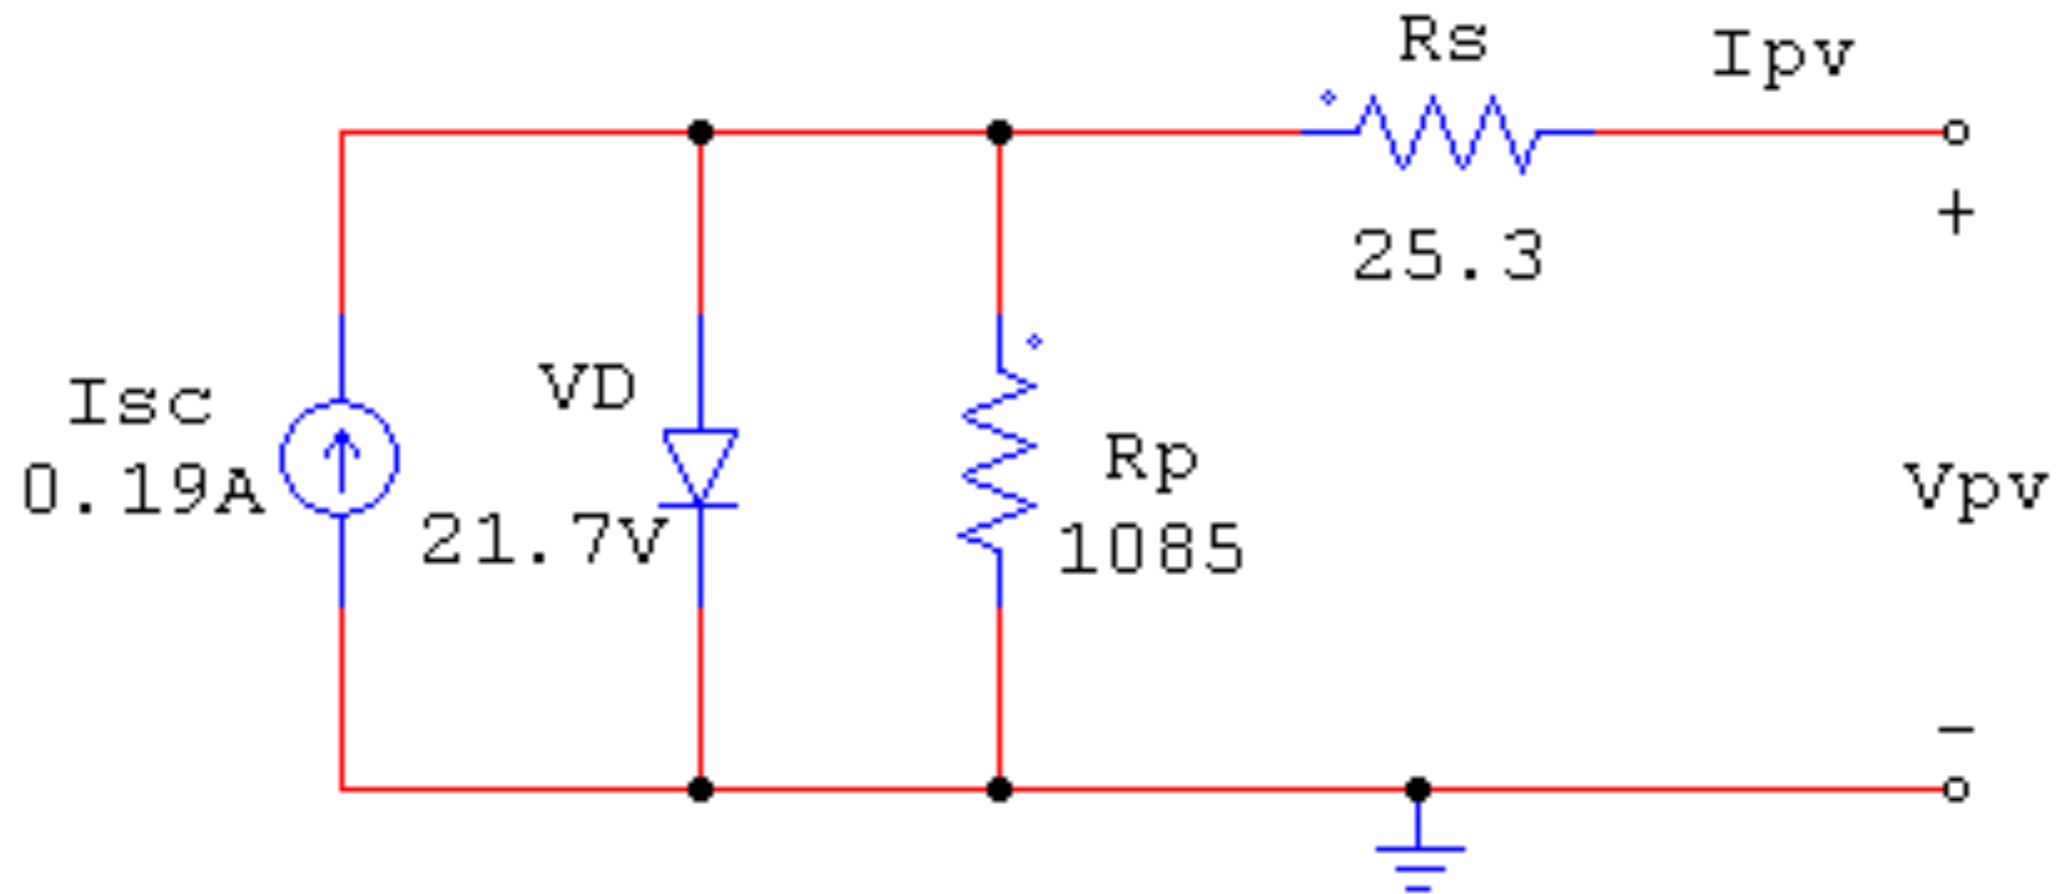 Rs
Ipv
25.3
+
Isc
0.19A
VD
21.7V
Rp
1085
Vpv
−